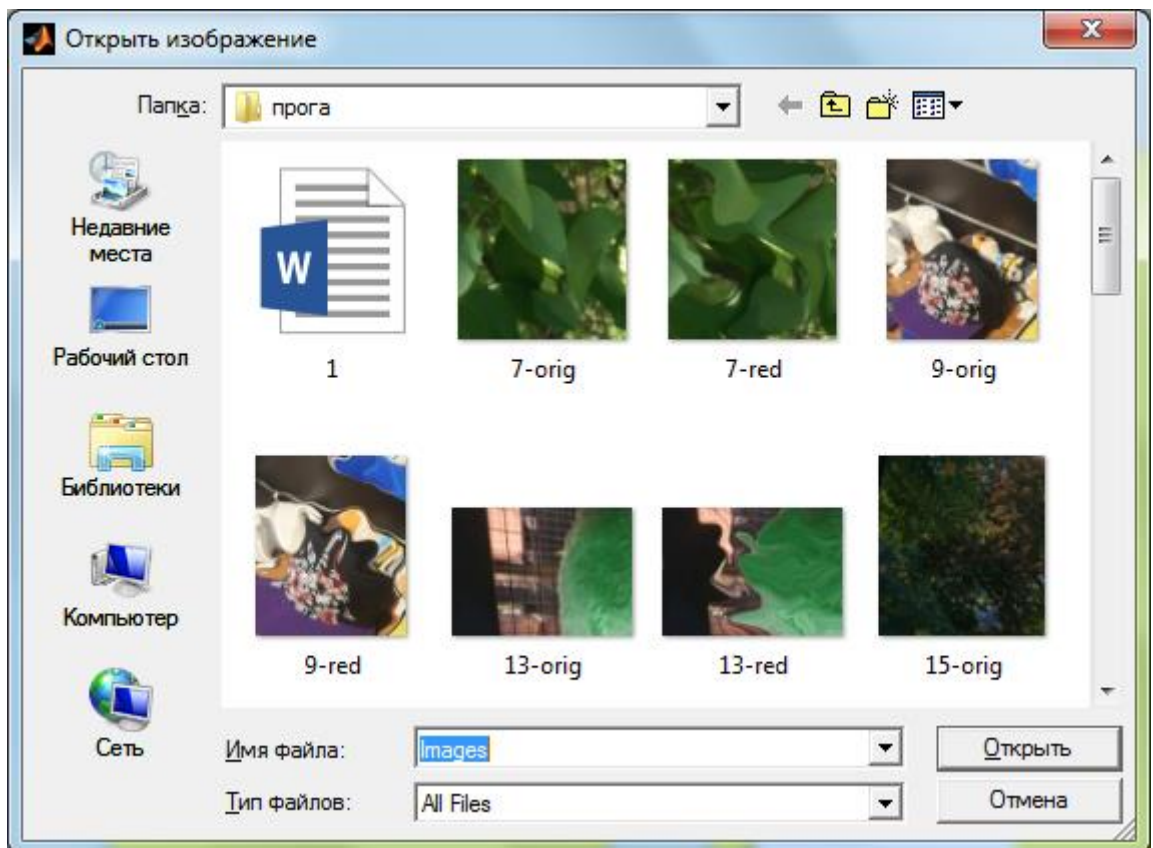 Открыть изображение
Папка: прога
Недавние
места
Рабочий стол
Библиотеки
Компьютер
Сеть
W
1
7-orig
7-red
9-orig
9-red
13-orig
13-red
15-orig
Имя файла: Images
Открыть
Тип файлов: All Files
Отмена